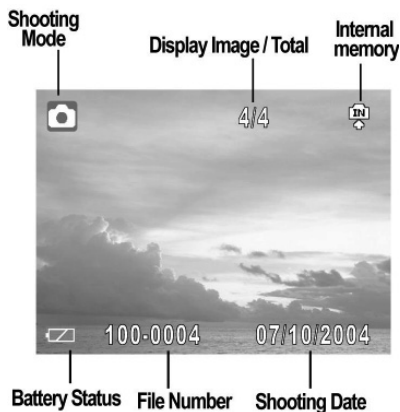 Shooting
Mode
Display Image / Total
Internal
memory
4/4
IN
100-0004
07/10/2004
Battery Status
File Number
Shooting Date